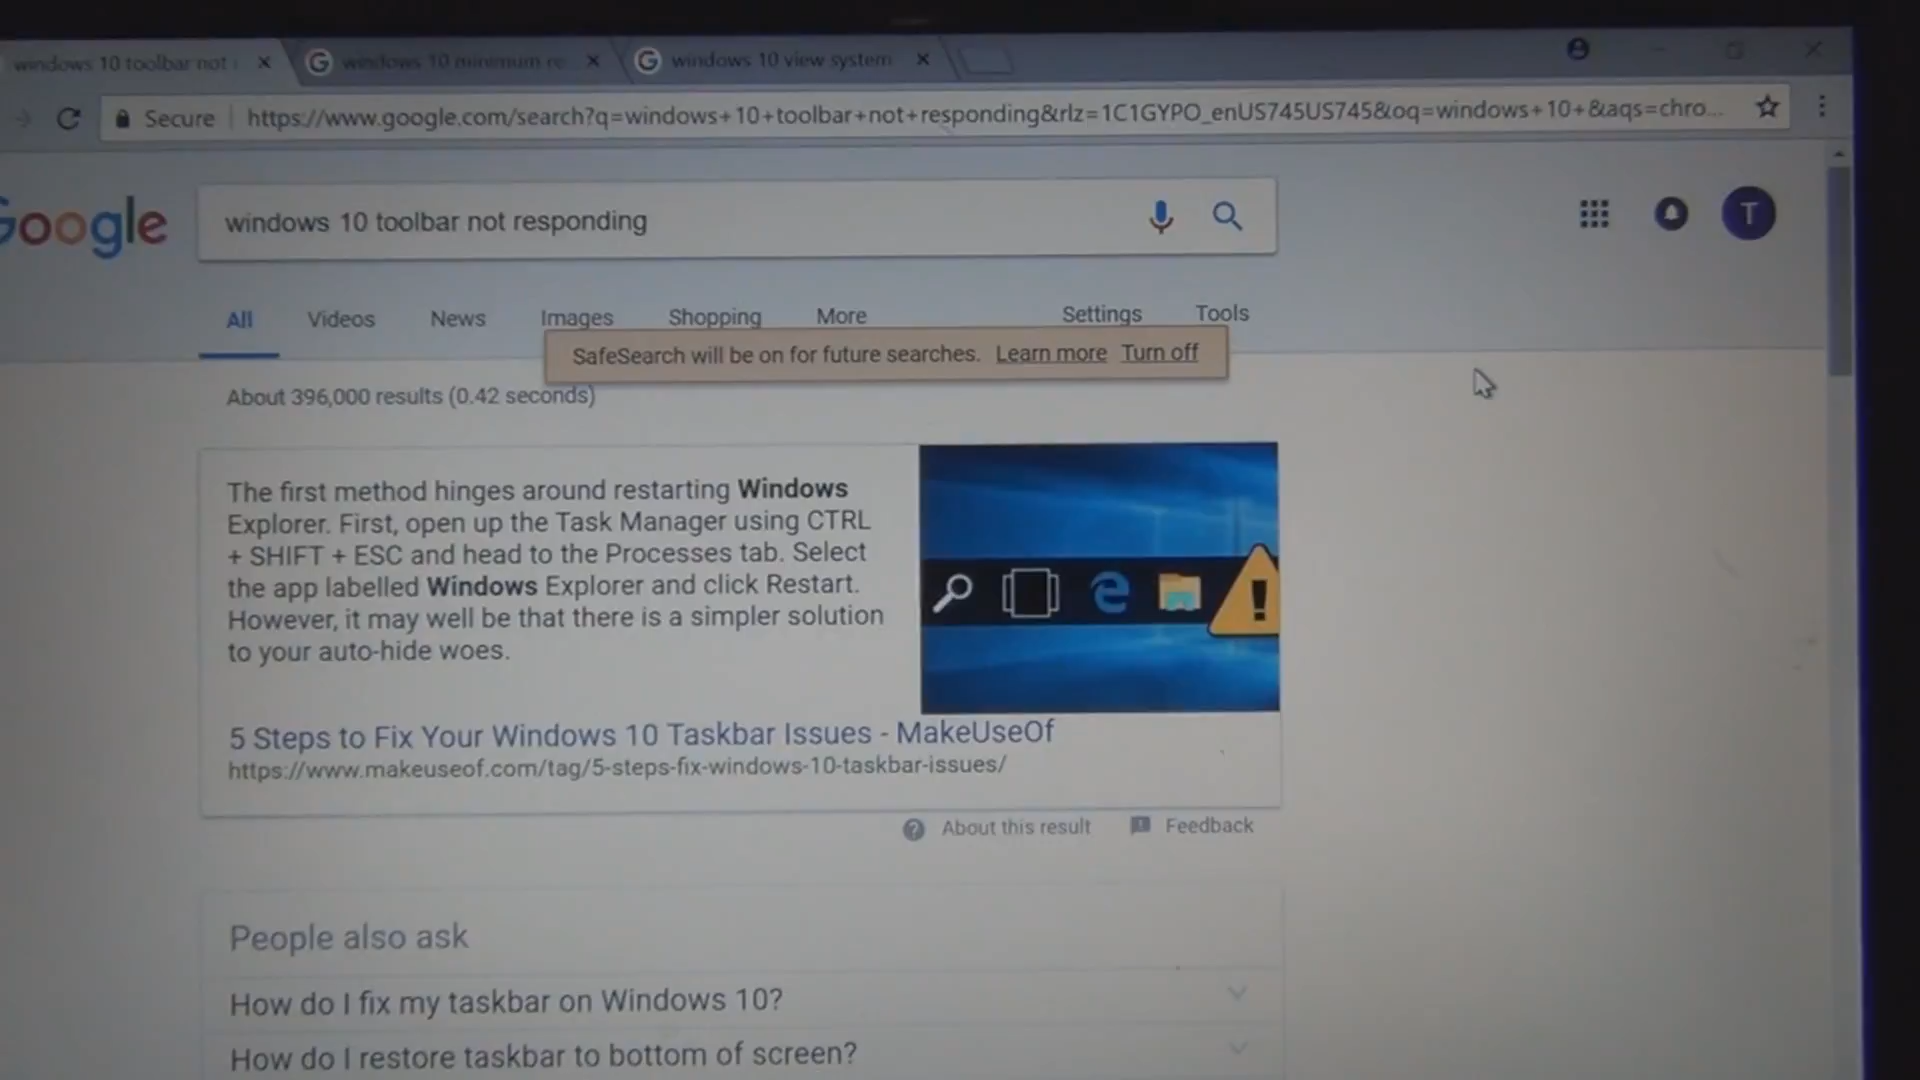 windows 10 toolbar not
windows 10 minimum re
windows 10 view system
Secure https://www.google.com/search?q=windows+10+toolbar+not+responding&rlz=1C1GYPO_enUS745US745&oq=windows+10+&aqs=chro...
Google
windows 10 toolbar not responding
T
All Videos News Images Shopping More Settings Tools
SafeSearch will be on for future searches. Learn more Turn off
About 396,000 results (0.42 seconds)
The first method hinges around restarting Windows
Explorer. First, open up the Task Manager using CTRL
+ SHIFT + ESC and head to the Processes tab. Select
the app labelled Windows Explorer and click Restart.
However, it may well be that there is a simpler solution
to your auto-hide woes.
5 Steps to Fix Your Windows 10 Taskbar Issues - MakeUseOf
https://www.makeuseof.com/tag/5-steps-fix-windows-10-taskbar-issues/
About this result Feedback
People also ask
How do I fix my taskbar on Windows 10?
How do I restore taskbar to bottom of screen?